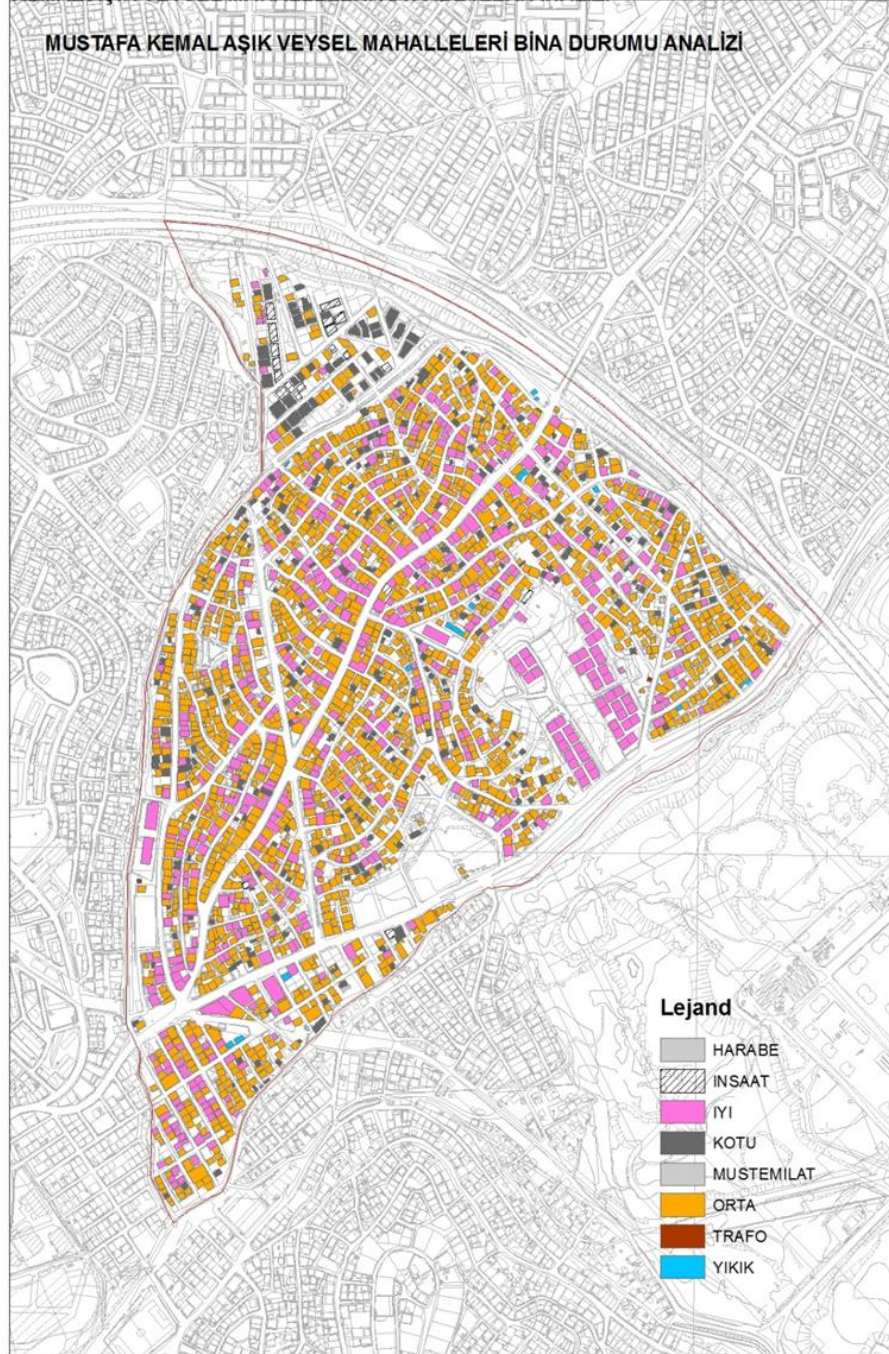 MUSTAFA KEMAL AŞIK VEYSEL MAHALLELERİ BİNA DURUMU ANALİZİ
Lejand
HARABE
INSAAT
IYI
KOTU
MUSTEMILAT
ORTA
TRAFO
YIKIK